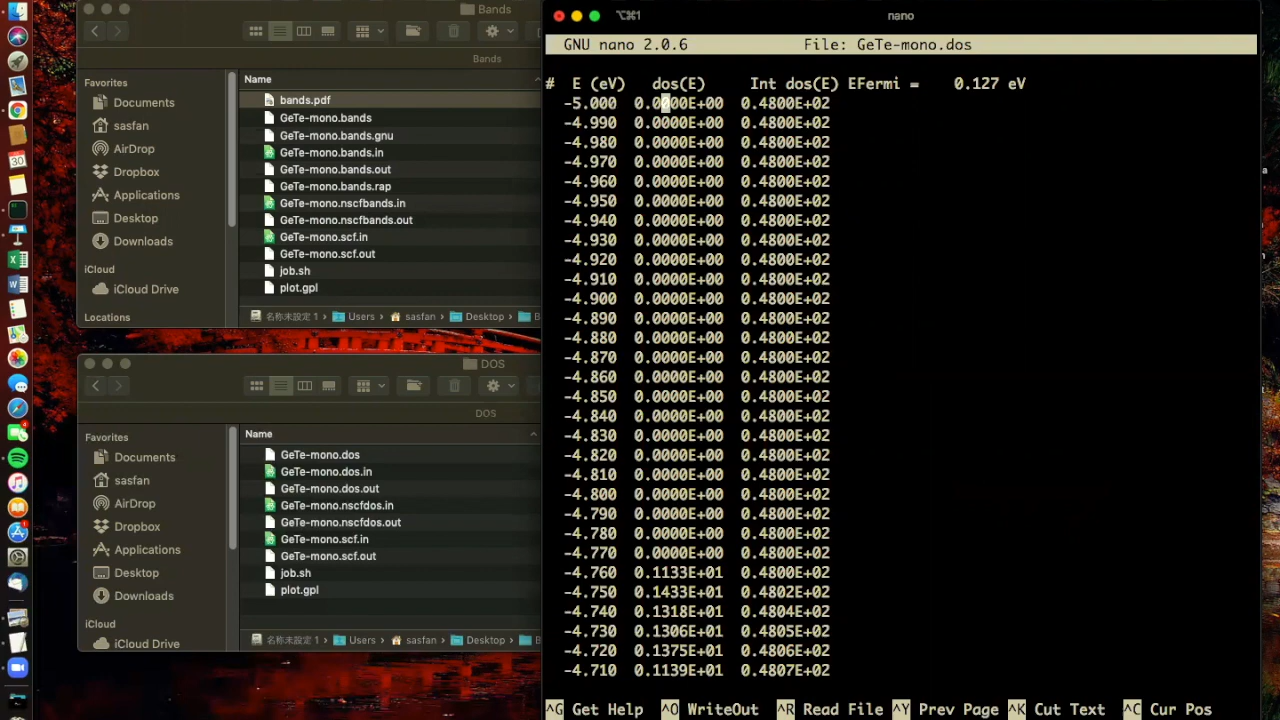 Bands
Bands
Favorites
Documents
sasfan
AirDrop
Dropbox
Applications
Desktop
Downloads
iCloud
iCloud Drive
Locations
Name
bands.pdf
GeTe-mono.bands
GeTe-mono.bands.gnu
GeTe-mono.bands.in
GeTe-mono.bands.out
GeTe-mono.bands.rap
GeTe-mono.nscfbands.in
GeTe-mono.nscfbands.out
GeTe-mono.scf.in
GeTe-mono.scf.out
job.sh
plot.gpl
名称未設定 1 › Users › sasfan › Desktop › B
DOS
DOS
Favorites
Documents
sasfan
AirDrop
Dropbox
Applications
Desktop
Downloads
iCloud
iCloud Drive
Name
GeTe-mono.dos
GeTe-mono.dos.in
GeTe-mono.dos.out
GeTe-mono.nscfdos.in
GeTe-mono.nscfdos.out
GeTe-mono.scf.in
GeTe-mono.scf.out
job.sh
plot.gpl
名称未設定 1 › Users › sasfan › Desktop › B
⌥⌘1 nano
GNU nano 2.0.6 File: GeTe-mono.dos
# E (eV) dos(E) Int dos(E) EFermi = 0.127 eV
-5.000 0.0000E+00 0.4800E+02
-4.990 0.0000E+00 0.4800E+02
-4.980 0.0000E+00 0.4800E+02
-4.970 0.0000E+00 0.4800E+02
-4.960 0.0000E+00 0.4800E+02
-4.950 0.0000E+00 0.4800E+02
-4.940 0.0000E+00 0.4800E+02
-4.930 0.0000E+00 0.4800E+02
-4.920 0.0000E+00 0.4800E+02
-4.910 0.0000E+00 0.4800E+02
-4.900 0.0000E+00 0.4800E+02
-4.890 0.0000E+00 0.4800E+02
-4.880 0.0000E+00 0.4800E+02
-4.870 0.0000E+00 0.4800E+02
-4.860 0.0000E+00 0.4800E+02
-4.850 0.0000E+00 0.4800E+02
-4.840 0.0000E+00 0.4800E+02
-4.830 0.0000E+00 0.4800E+02
-4.820 0.0000E+00 0.4800E+02
-4.810 0.0000E+00 0.4800E+02
-4.800 0.0000E+00 0.4800E+02
-4.790 0.0000E+00 0.4800E+02
-4.780 0.0000E+00 0.4800E+02
-4.770 0.0000E+00 0.4800E+02
-4.760 0.1133E+01 0.4800E+02
-4.750 0.1433E+01 0.4802E+02
-4.740 0.1318E+01 0.4804E+02
-4.730 0.1306E+01 0.4805E+02
-4.720 0.1375E+01 0.4806E+02
-4.710 0.1139E+01 0.4807E+02
^G Get Help ^O WriteOut ^R Read File ^Y Prev Page ^K Cut Text ^C Cur Pos